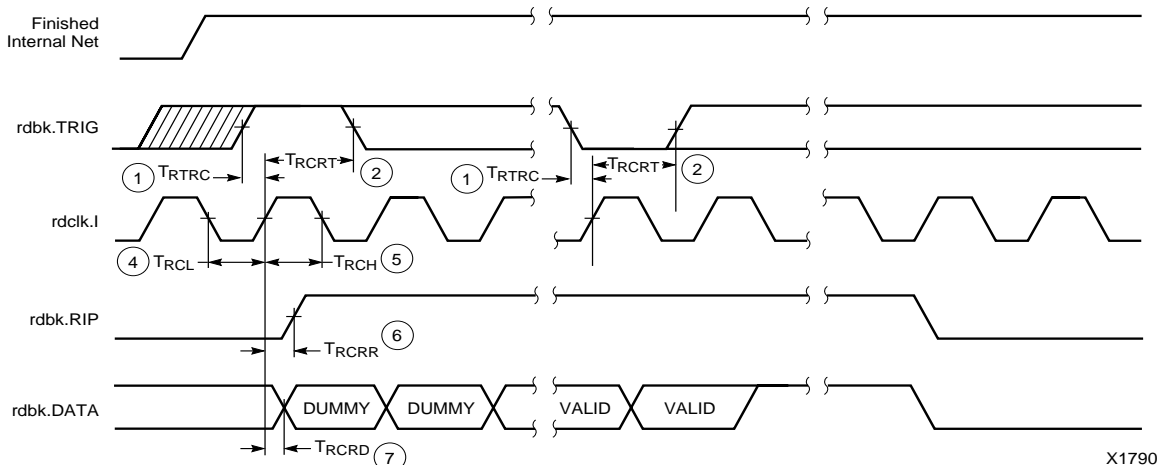 Finished
Internal Net
rdbk.TRIG
TRCRT
2
1
TRTRC
TRCRT
2
1
TRTRC
rdclk.I
4
TRCL
TRCH
5
rdbk.RIP
6
TRCRR
rdbk.DATA
DUMMY
DUMMY
VALID
VALID
TRCRD
7
X1790